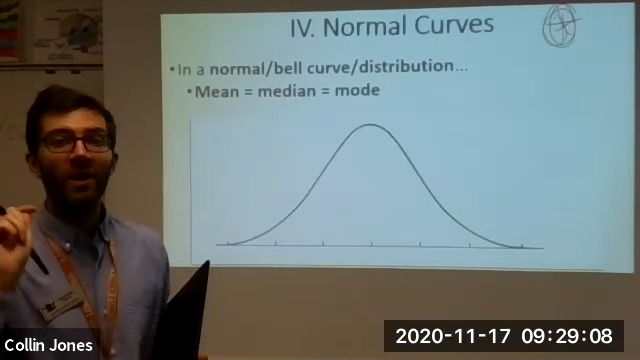 IV. Normal Curves
• In a normal/bell curve/distribution...
• Mean = median = mode
Collin Jones
2020-11-17 09:29:08